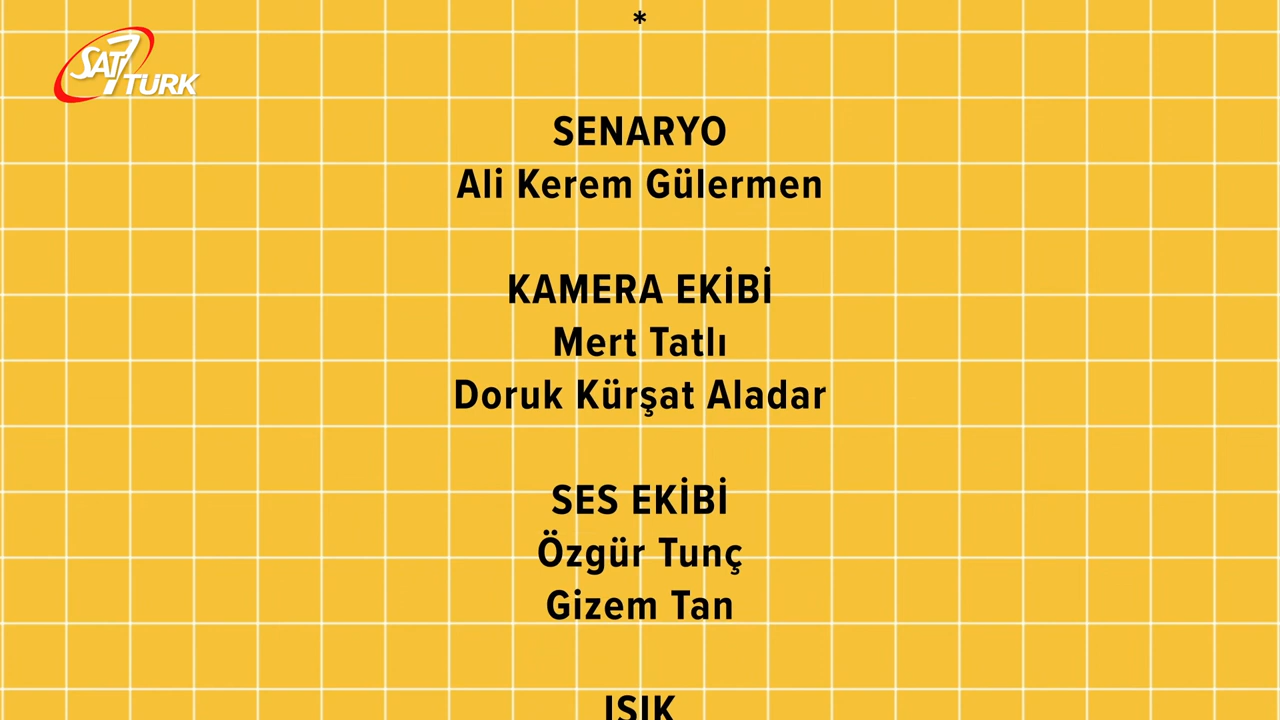 *
SAT7
TÜRK
SENARYO
Ali Kerem Gülermen
KAMERA EKİBİ
Mert Tatlı
Doruk Kürşat Aladar
SES EKİBİ
Özgür Tunç
Gizem Tan